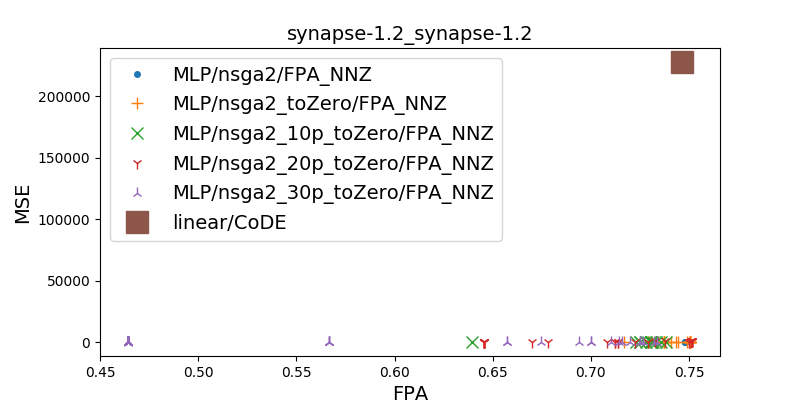 synapse-1.2_synapse-1.2
MLP/nsga2/FPA_NNZ
MLP/nsga2_toZero/FPA_NNZ
MLP/nsga2_10p_toZero/FPA_NNZ
MLP/nsga2_20p_toZero/FPA_NNZ
MLP/nsga2_30p_toZero/FPA_NNZ
linear/CoDE
MSE
200000
150000
100000
50000
0
0.45 0.50 0.55 0.60 0.65 0.70 0.75
FPA